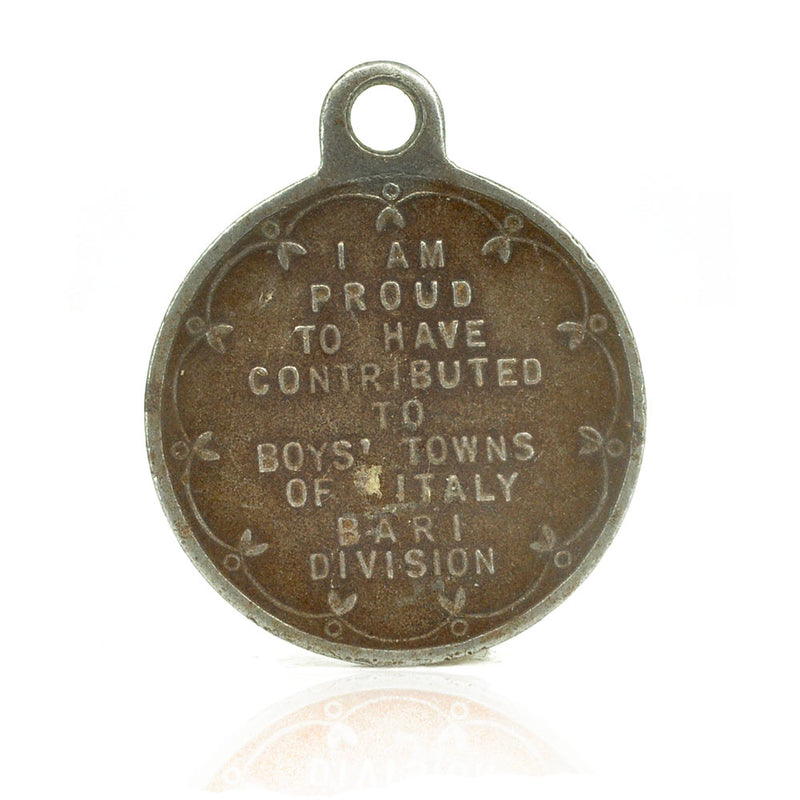 I AM
PROUD
TO HAVE
CONTRIBUTED
TO
BOYS' TOWNS
OF ITALY
BARI
DIVISION